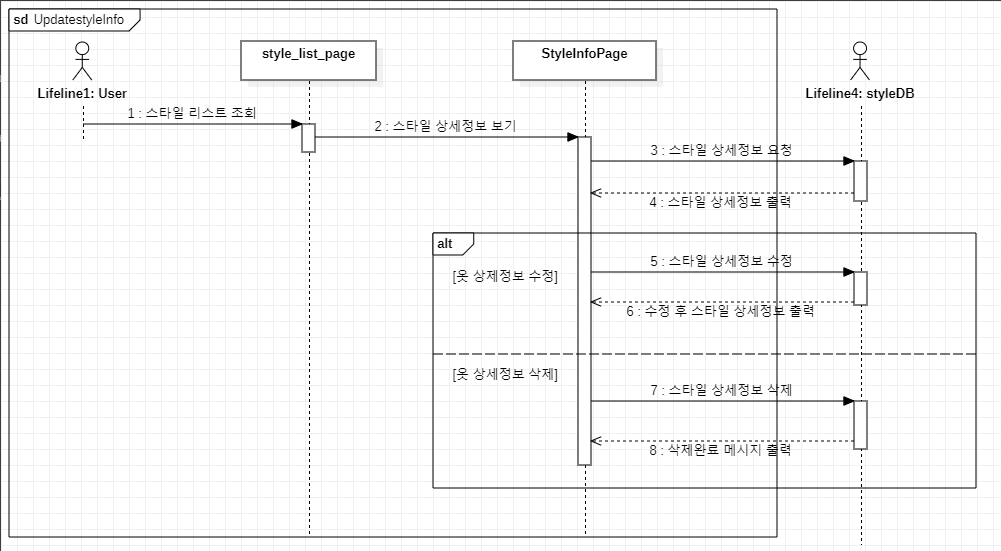 sd UpdatestyleInfo
style_list_page
StyleInfoPage
Lifeline1: User
Lifeline4: styleDB
1 : 스타일 리스트 조회
2 : 스타일 상세정보 보기
3 : 스타일 상세정보 요청
4 : 스타일 상세정보 출력
alt
5 : 스타일 상세정보 수정
[옷 상제정보 수정]
6 : 수정 후 스타일 상세정보 출력
[옷 상세정보 삭제]
7 : 스타일 상세정보 삭제
8 : 삭제완료 메시지 출력